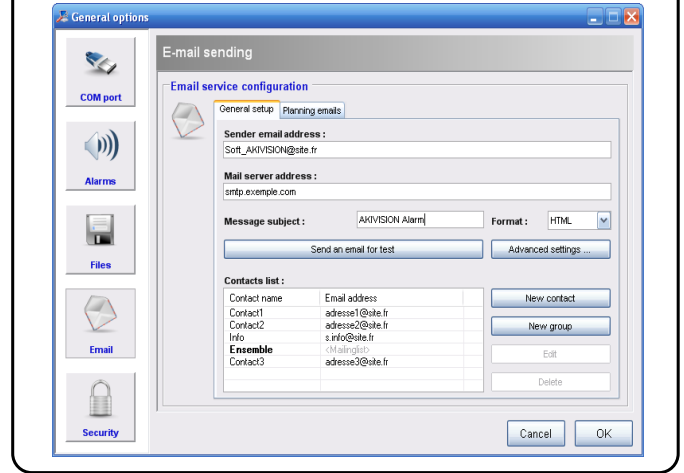 General options
COM port
Alarms
Files
Email
Security
E-mail sending
Email service configuration
General setup Planning emails
Sender email address :
Soft_AKIVISION@site.fr
Mail server address :
smtp.exemple.com
Message subject : AKIVISION Alarm Format : HTML
Send an email for test Advanced settings ...
Contacts list :
Contact name Email address
Contact1 adresse1@site.fr
Contact2 adresse2@site.fr
Info s.info@site.fr
Ensemble <Mailinglist>
Contact3 adresse3@site.fr
New contact
New group
Edit
Delete
Cancel OK